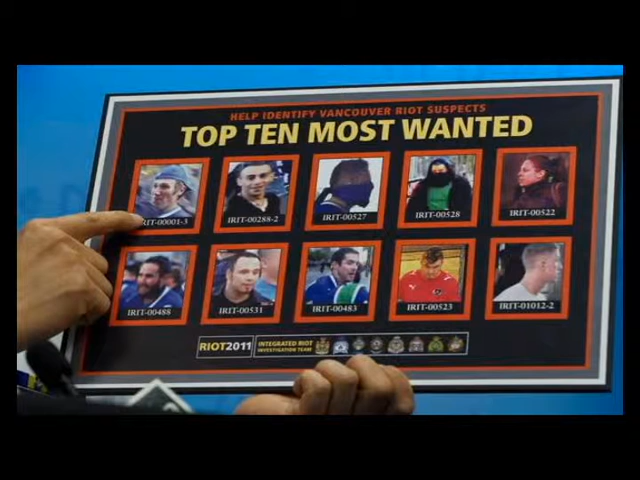 HELP IDENTIFY VANCOUVER RIOT SUSPECTS
TOP TEN MOST WANTED
IRIT-00001-3
IRIT-00288-2
IRIT-00527
IRIT-00528
IRIT-00522
IRIT-00488
IRIT-00531
IRIT-00483
IRIT-00523
IRIT-01012-2
RIOT2011
INTEGRATED RIOT
INVESTIGATION TEAM